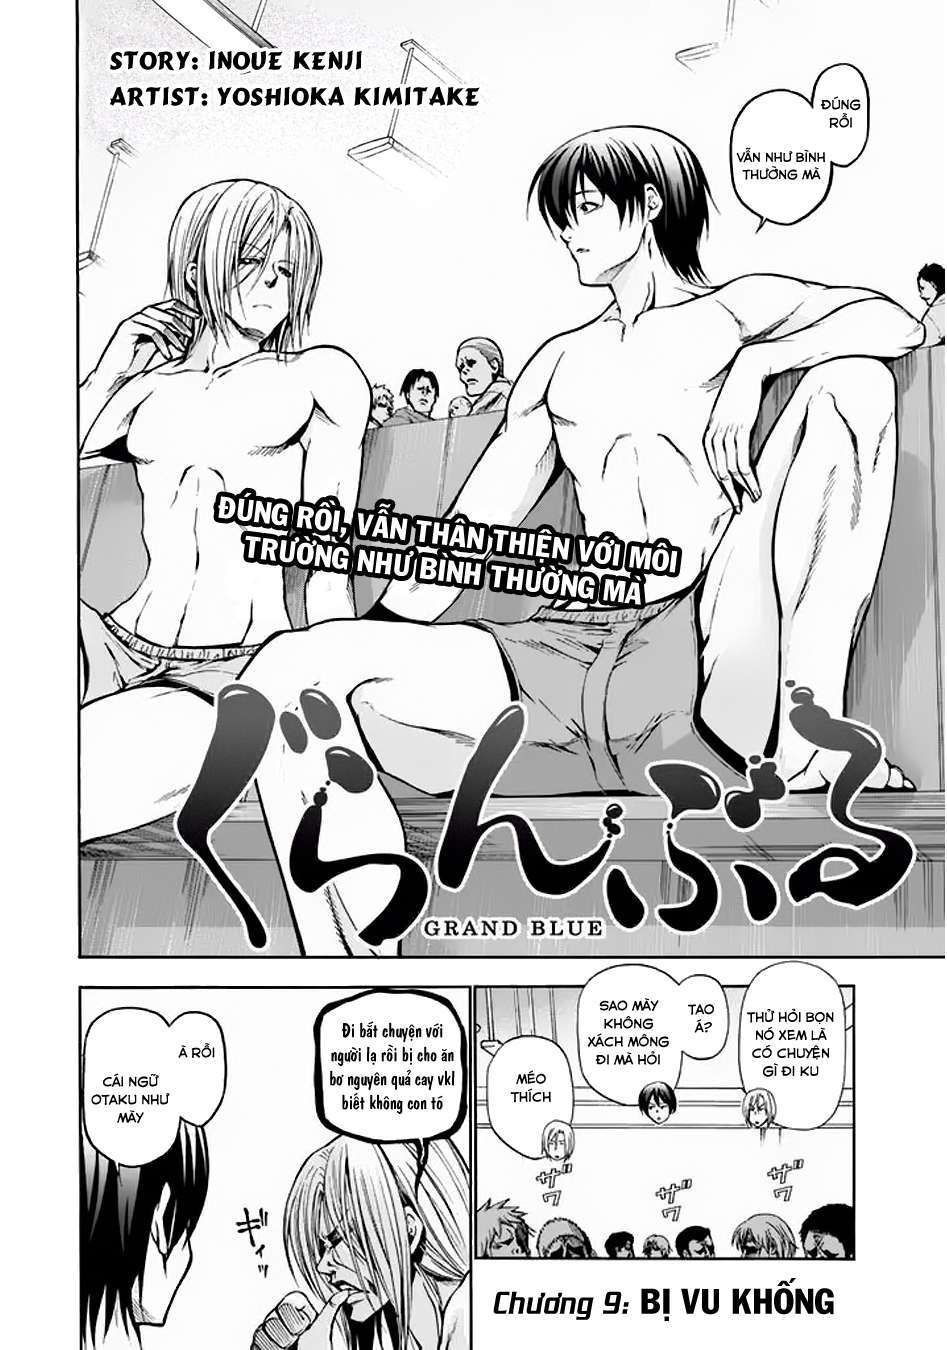 STORY: INOUE KENJI
ARTIST: YOSHIOKA KIMITAKE
ĐÚNG
RỒI
VẪN NHƯ BÌNH
THƯỜNG MÀ
ĐÚNG RỒI, VẪN THÂN THIỆN VỚI MÔI
TRƯỜNG NHƯ BÌNH THƯỜNG MÀ
ぐらんぶる
GRAND BLUE
THỬ HỎI BỌN
NÓ XEM LÀ
CÓ CHUYỆN
GÌ ĐI KU
TAO
Á?
SAO MÀY
KHÔNG
XÁCH MÔNG
ĐI MÀ HỎI
MÉO
THÍCH
ザワ
ザワ
ザワ
Đi bắt chuyện với
người lạ rồi bị cho ăn
bơ nguyên quả cay vkl
biết không con tó
À RỒI
CÁI NGỮ
OTAKU NHƯ
MÀY
ギィ
Chương 9: BỊ VU KHỐNG